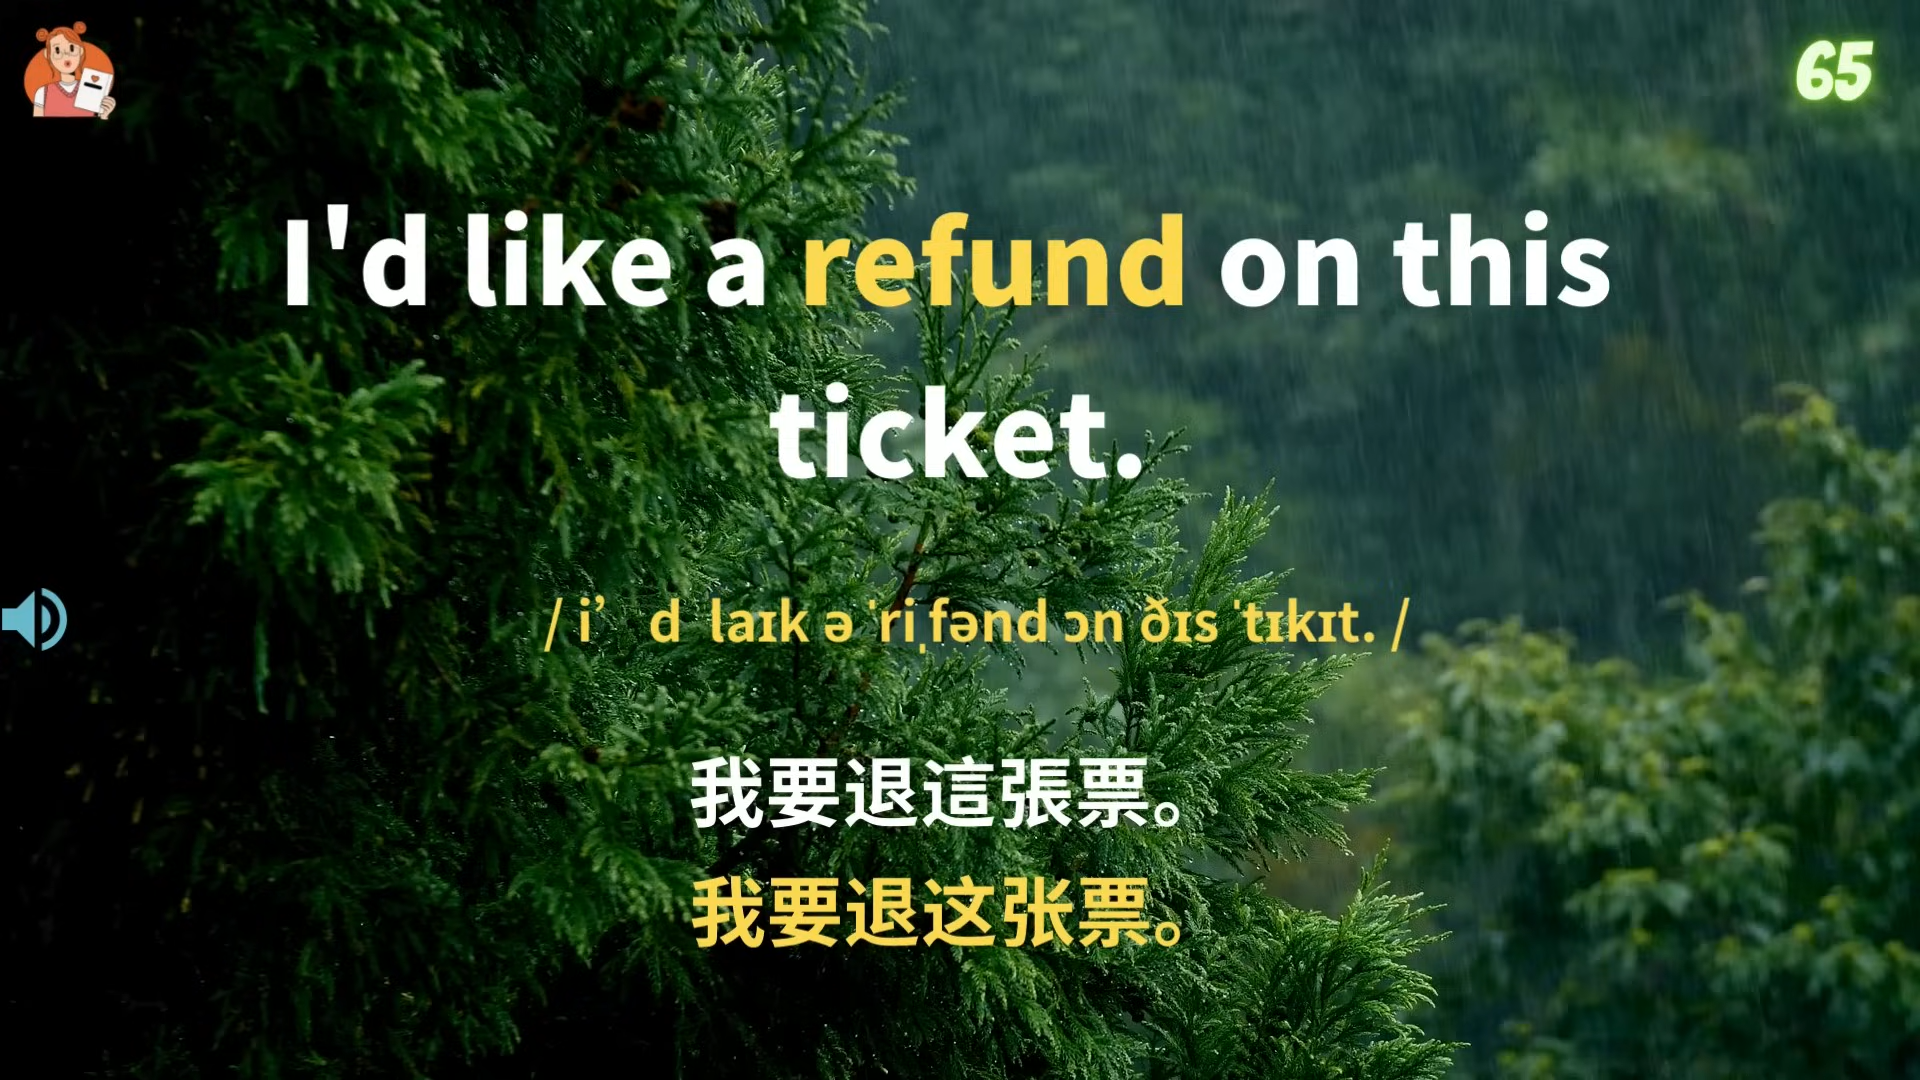 65
I'd like a refund on this
ticket.
/ i’ d laɪk ə ˈriˌfənd ɔn ðɪs ˈtɪkɪt. /
我要退這張票。
我要退这张票。